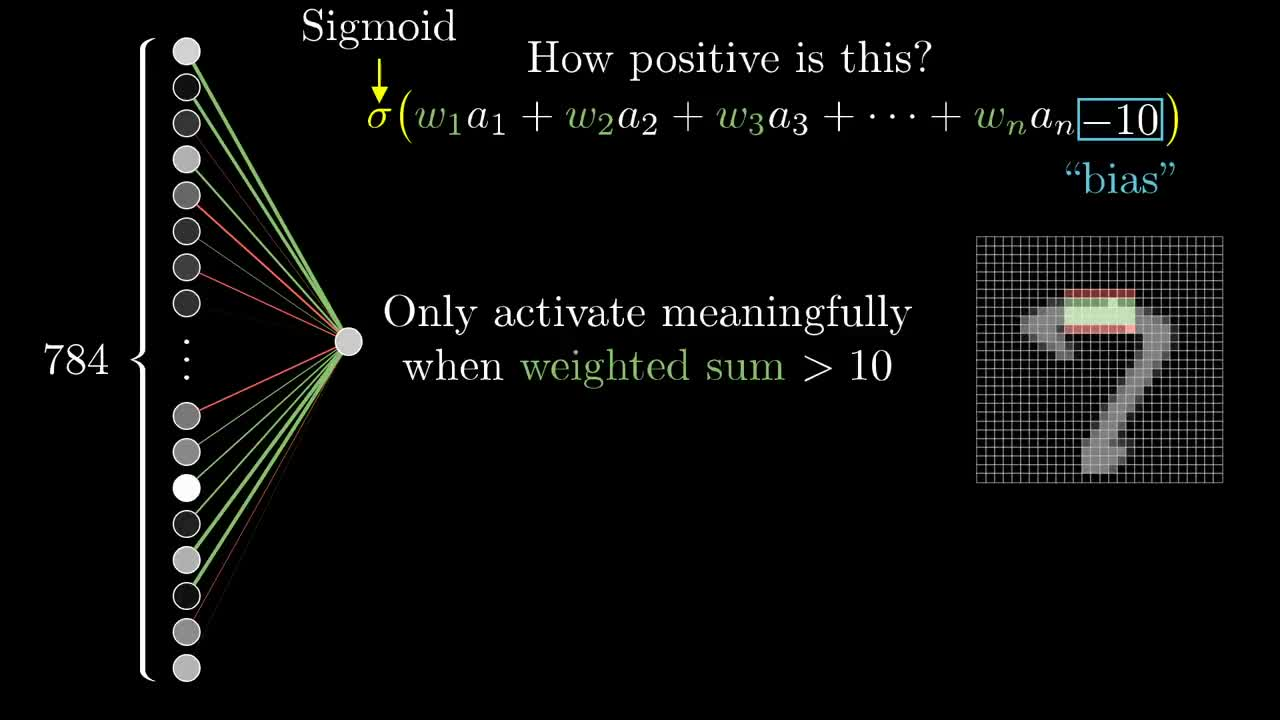 Sigmoid
How positive is this?
σ(w₁a₁ + w₂a₂ + w₃a₃ + ⋯ + wₙaₙ −10)
“bias”
784
Only activate meaningfully
when weighted sum > 10